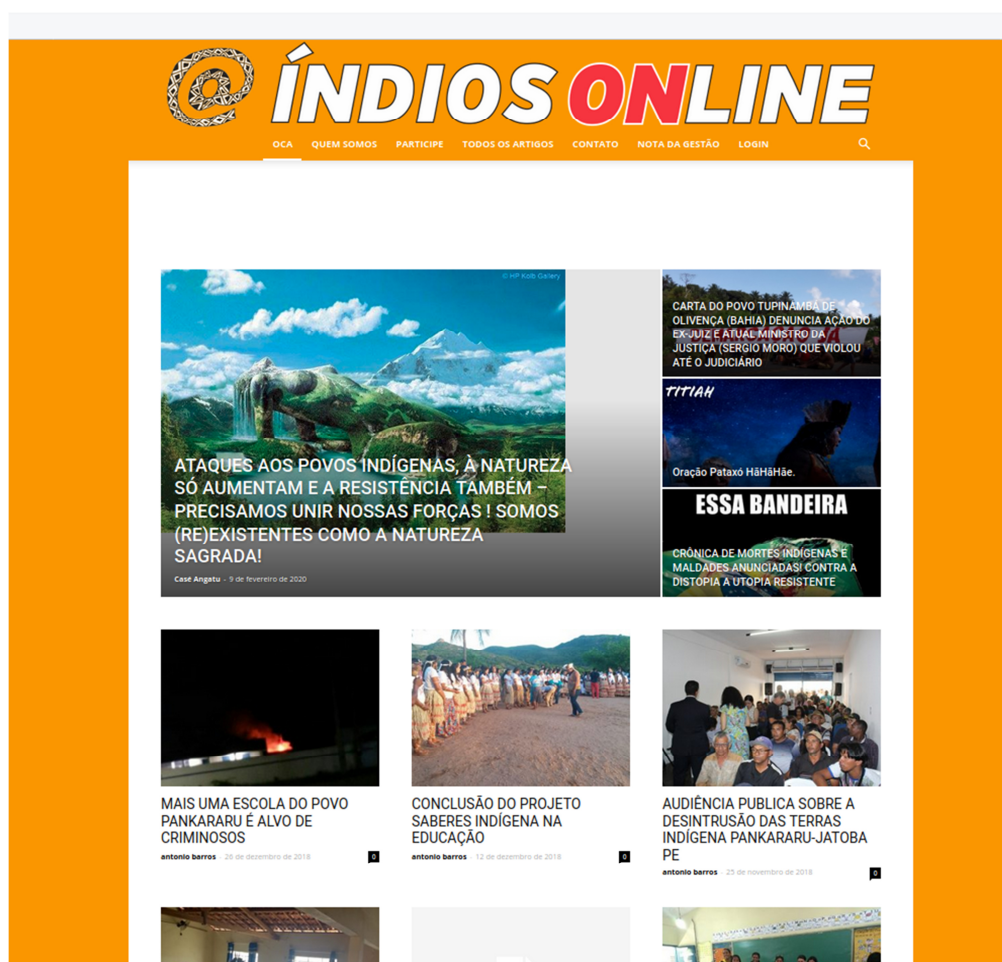 @ ÍNDIOS ONLINE
OCA QUEM SOMOS PARTICIPE TODOS OS ARTIGOS CONTATO NOTA DA GESTÃO LOGIN
© HP Kolb Gallery
ATAQUES AOS POVOS INDÍGENAS, À NATUREZA
SÓ AUMENTAM E A RESISTÊNCIA TAMBÉM –
PRECISAMOS UNIR NOSSAS FORÇAS ! SOMOS
(RE)EXISTENTES COMO A NATUREZA
SAGRADA!
Casé Angatu - 9 de fevereiro de 2020
CARTA DO POVO TUPINAMBÁ DE
OLIVENÇA (BAHIA) DENUNCIA AÇÃO DO
EX-JUIZ E ATUAL MINISTRO DA
JUSTIÇA (SERGIO MORO) QUE VIOLOU
ATÉ O JUDICIÁRIO
TITIAH
Oração Pataxó HãHãHãe.
ESSA BANDEIRA
CRÔNICA DE MORTES INDÍGENAS E
MALDADES ANUNCIADAS! CONTRA A
DISTOPIA A UTOPIA RESISTENTE
MAIS UMA ESCOLA DO POVO
PANKARARU É ALVO DE
CRIMINOSOS
antonio barros - 26 de dezembro de 2018 0
CONCLUSÃO DO PROJETO
SABERES INDÍGENA NA
EDUCAÇÃO
antonio barros - 12 de dezembro de 2018 0
AUDIÊNCIA PUBLICA SOBRE A
DESINTRUSÃO DAS TERRAS
INDÍGENA PANKARARU-JATOBA
PE
antonio barros - 25 de novembro de 2018 0